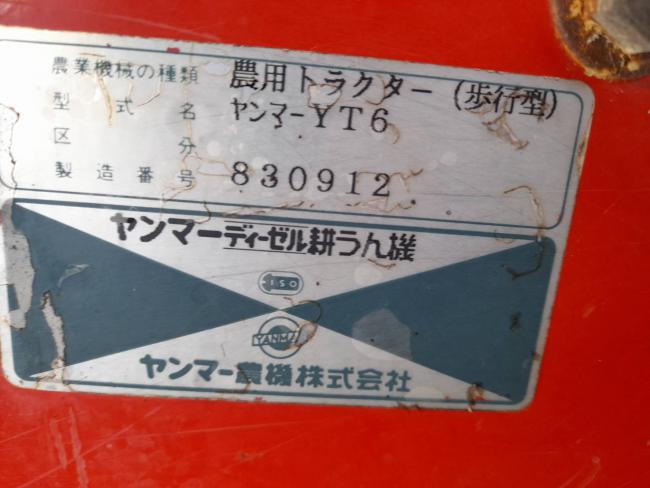 農業機械の種類 農用トラクター (歩行型)
型式名 ヤンマーYT6
区分
製造番号 830912
ヤンマーディーゼル耕うん機
ISO
YANMAR
ヤンマー農機株式会社